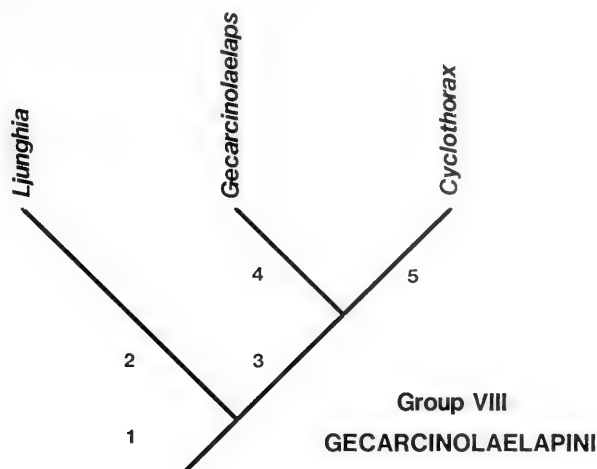 Ljunghia
Gecarcinolaelaps
Cyclothorax
4
5
2
3
1
Group VIII
GECARCINOLAELAPINI